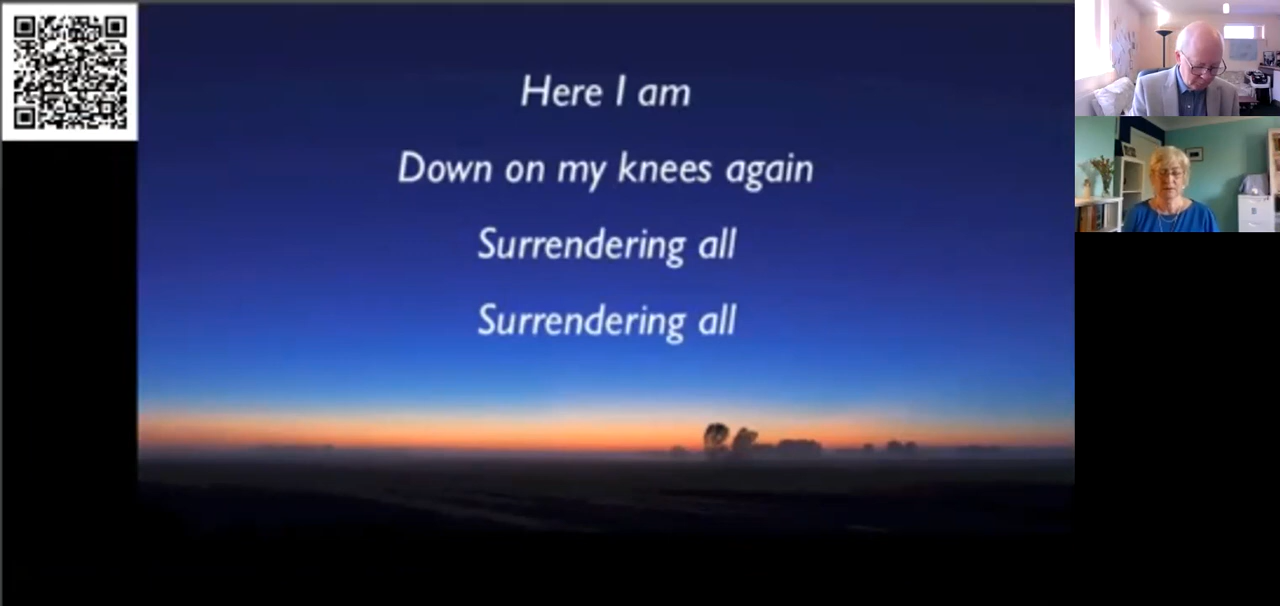 Here I am
Down on my knees again
Surrendering all
Surrendering all